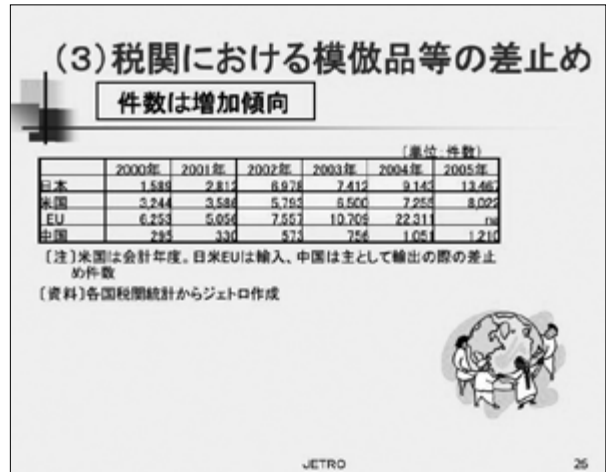 (3)税関における模倣品等の差止め
件数は増加傾向
(単位:件数)
2000年 2001年 2002年 2003年 2004年 2005年
日本 1,589 2,812 6,978 7,412 9,143 13,467
米国 3,244 3,586 5,793 6,500 7,255 8,022
EU 6,253 5,056 7,557 10,709 22,311 na
中国 295 330 573 756 1,051 1,210
〔注〕米国は会計年度。日米EUは輸入、中国は主として輸出の際の差止
め件数
〔資料〕各国税関統計からジェトロ作成
JETRO 26